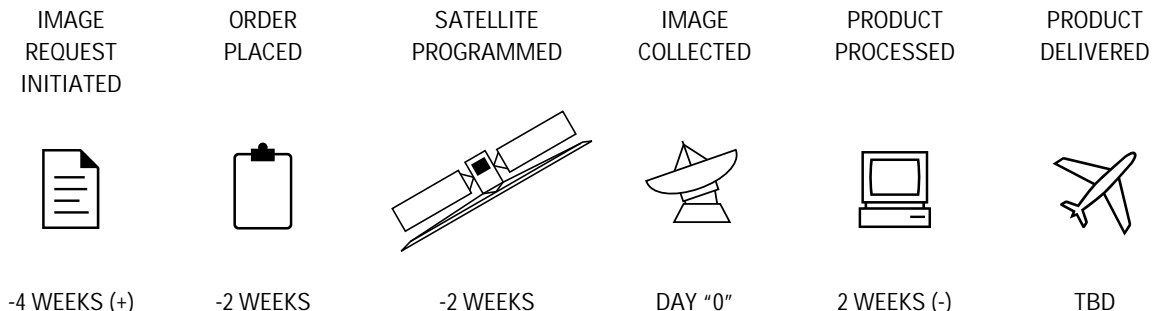 IMAGE
REQUEST
INITIATED
ORDER
PLACED
SATELLITE
PROGRAMMED
IMAGE
COLLECTED
PRODUCT
PROCESSED
PRODUCT
DELIVERED
-4 WEEKS (+)
-2 WEEKS
-2 WEEKS
DAY “0”
2 WEEKS (-)
TBD